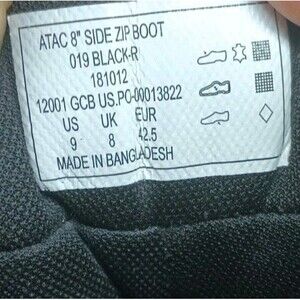 ATAC 8" SIDE ZIP BOOT
019 BLACK-R
181012
12001 GCB US.PO-00013822
US UK EUR
9 8 42.5
MADE IN BANGLADESH